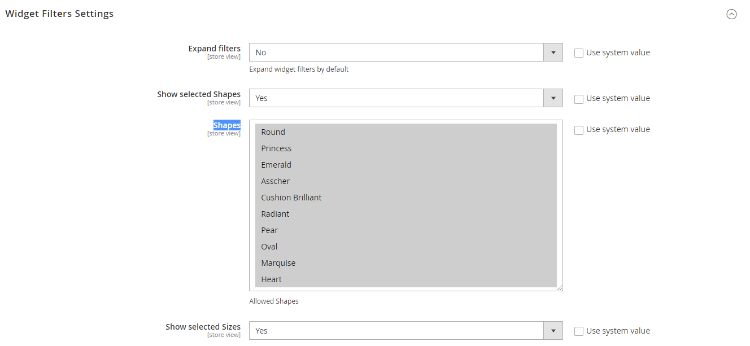 Widget Filters Settings
Expand filters
[store view]
No
Use system value
Expand widget filters by default
Show selected Shapes
[store view]
Yes
Use system value
Shapes
[store view]
Round
Princess
Emerald
Asscher
Cushion Brilliant
Radiant
Pear
Oval
Marquise
Heart
Use system value
Allowed Shapes
Show selected Sizes
[store view]
Yes
Use system value